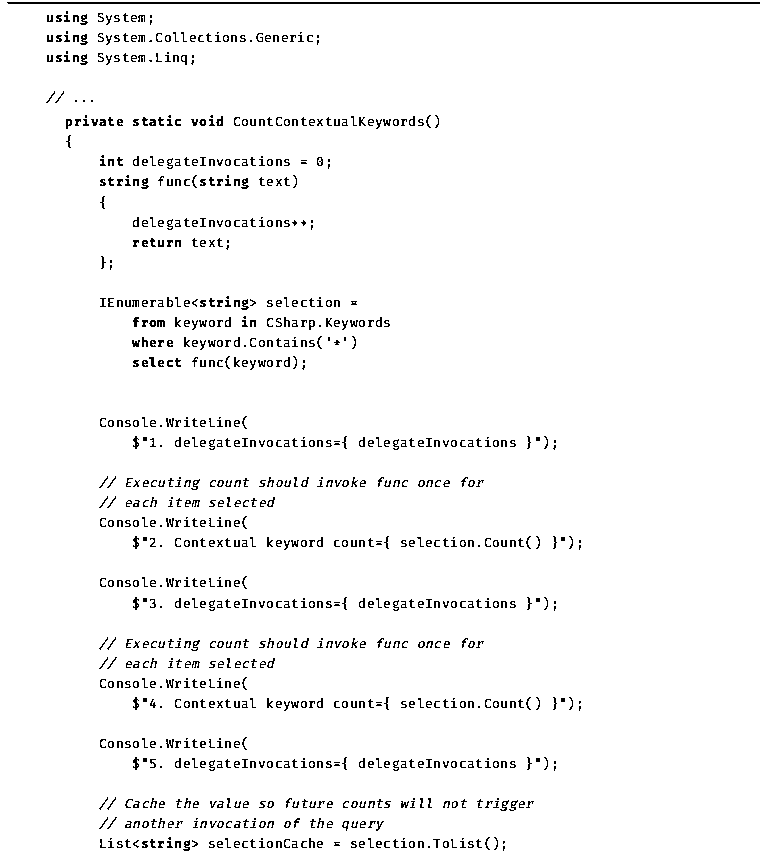 using System;
using System.Collections.Generic;
using System.Linq;
// ...
private static void CountContextualKeywords()
{
int delegateInvocations = 0;
string func(string text)
{
delegateInvocations++;
return text;
};
IEnumerable<string> selection =
from keyword in CSharp.Keywords
where keyword.Contains('*')
select func(keyword);
Console.WriteLine(
$"1. delegateInvocations={ delegateInvocations }");
// Executing count should invoke func once for
// each item selected
Console.WriteLine(
$"2. Contextual keyword count={ selection.Count() }");
Console.WriteLine(
$"3. delegateInvocations={ delegateInvocations }");
// Executing count should invoke func once for
// each item selected
Console.WriteLine(
$"4. Contextual keyword count={ selection.Count() }");
Console.WriteLine(
$"5. delegateInvocations={ delegateInvocations }");
// Cache the value so future counts will not trigger
// another invocation of the query
List<string> selectionCache = selection.ToList();